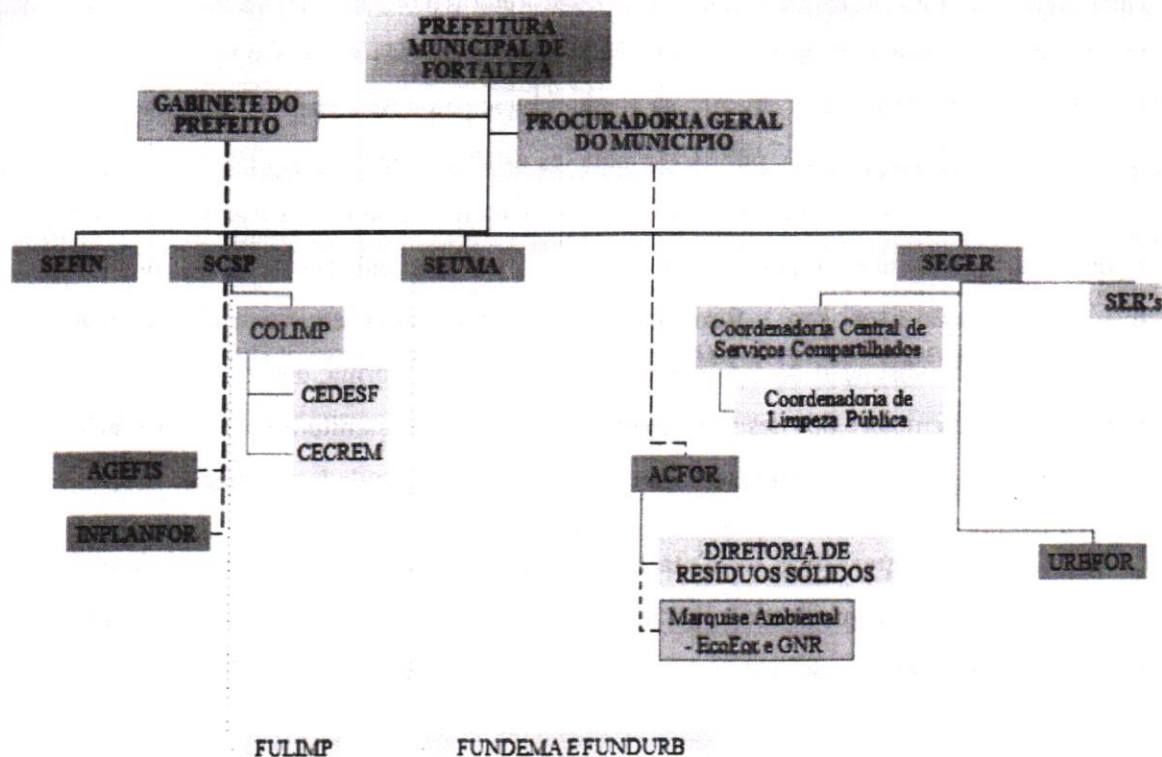 PREFEITURA
MUNICIPAL DE
FORTALEZA
GABINETE DO
PREFEITO
PROCURADORIA GERAL
DO MUNICÍPIO
SEFIN
SCSP
SEUMA
SEGER
SER's
COLIMP
Coordenadoria Central de
Serviços Compartilhados
CEDESF
Coordenadoria de
Limpeza Pública
CECREM
AGEFIS
ACFOR
INPLANFOR
DIRETORIA DE
RESÍDUOS SÓLIDOS
URBFOR
Marquise Ambiental
- EcoFor e GNR
FULIMP
FUNDEMA E FUNDURB